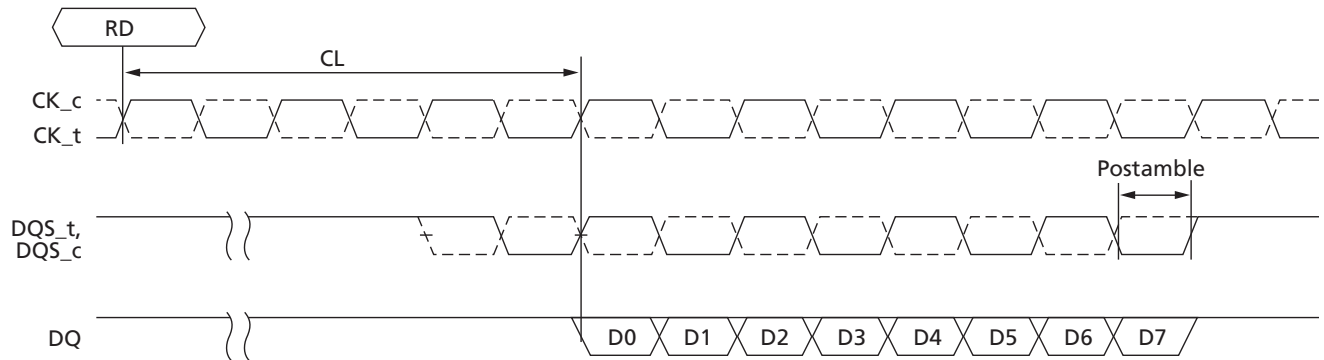 RD
CL
CK_c
CK_t
Postamble
DQS_t,
DQS_c
DQ D0 D1 D2 D3 D4 D5 D6 D7